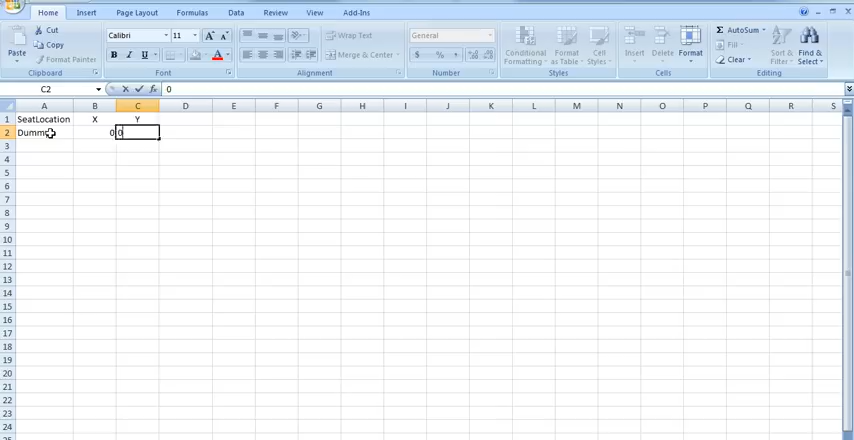 Home Insert Page Layout Formulas Data Review View Add-Ins
Cut
Copy
Format Painter
Paste
Clipboard
Calibri 11
B I U
Font
Wrap Text
Merge & Center
Alignment
General
$ % ,
Number
Conditional Formatting
Format as Table
Cell Styles
Styles
Insert Delete Format
Cells
Σ AutoSum
Fill
Clear
Sort & Filter
Find & Select
Editing
C2 fx 0
A B C D E F G H I J K L M N O P Q R S
1 SeatLocation X Y
2 0 0
3
4
5
6
7
8
9
10
11
12
13
14
15
16
17
18
19
20
21
22
23
24